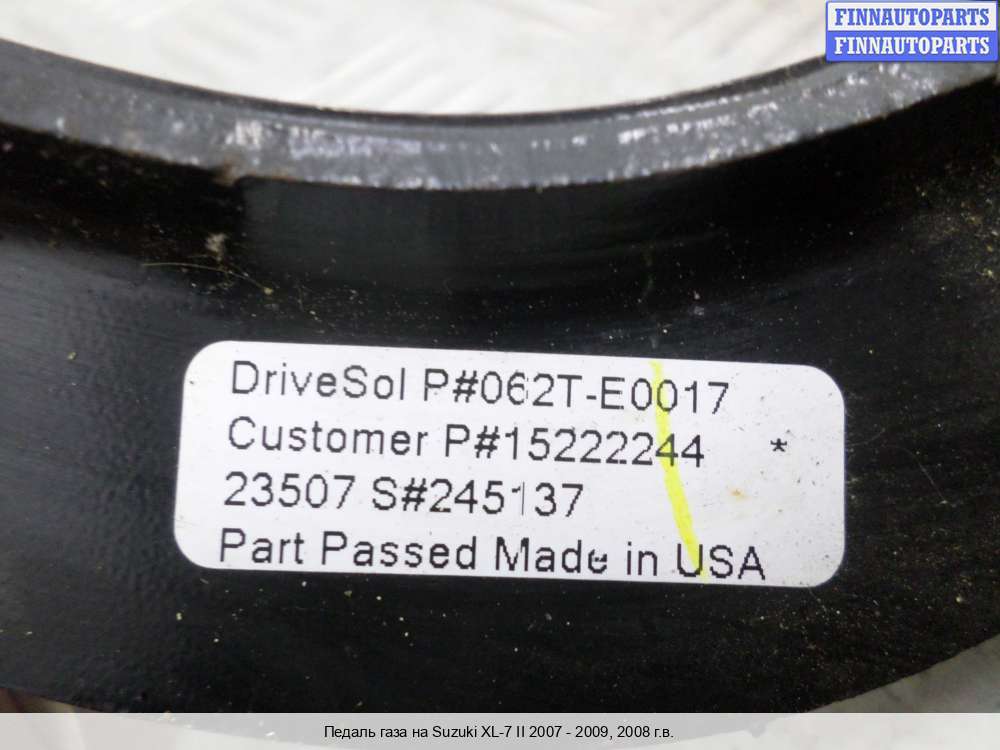 FINNAUTOPARTS
FINNAUTOPARTS
DriveSol P#062T-E0017
Customer P#15222244 *
23507 S#245137
Part Passed Made in USA
Педаль газа на Suzuki XL-7 II 2007 - 2009, 2008 г.в.